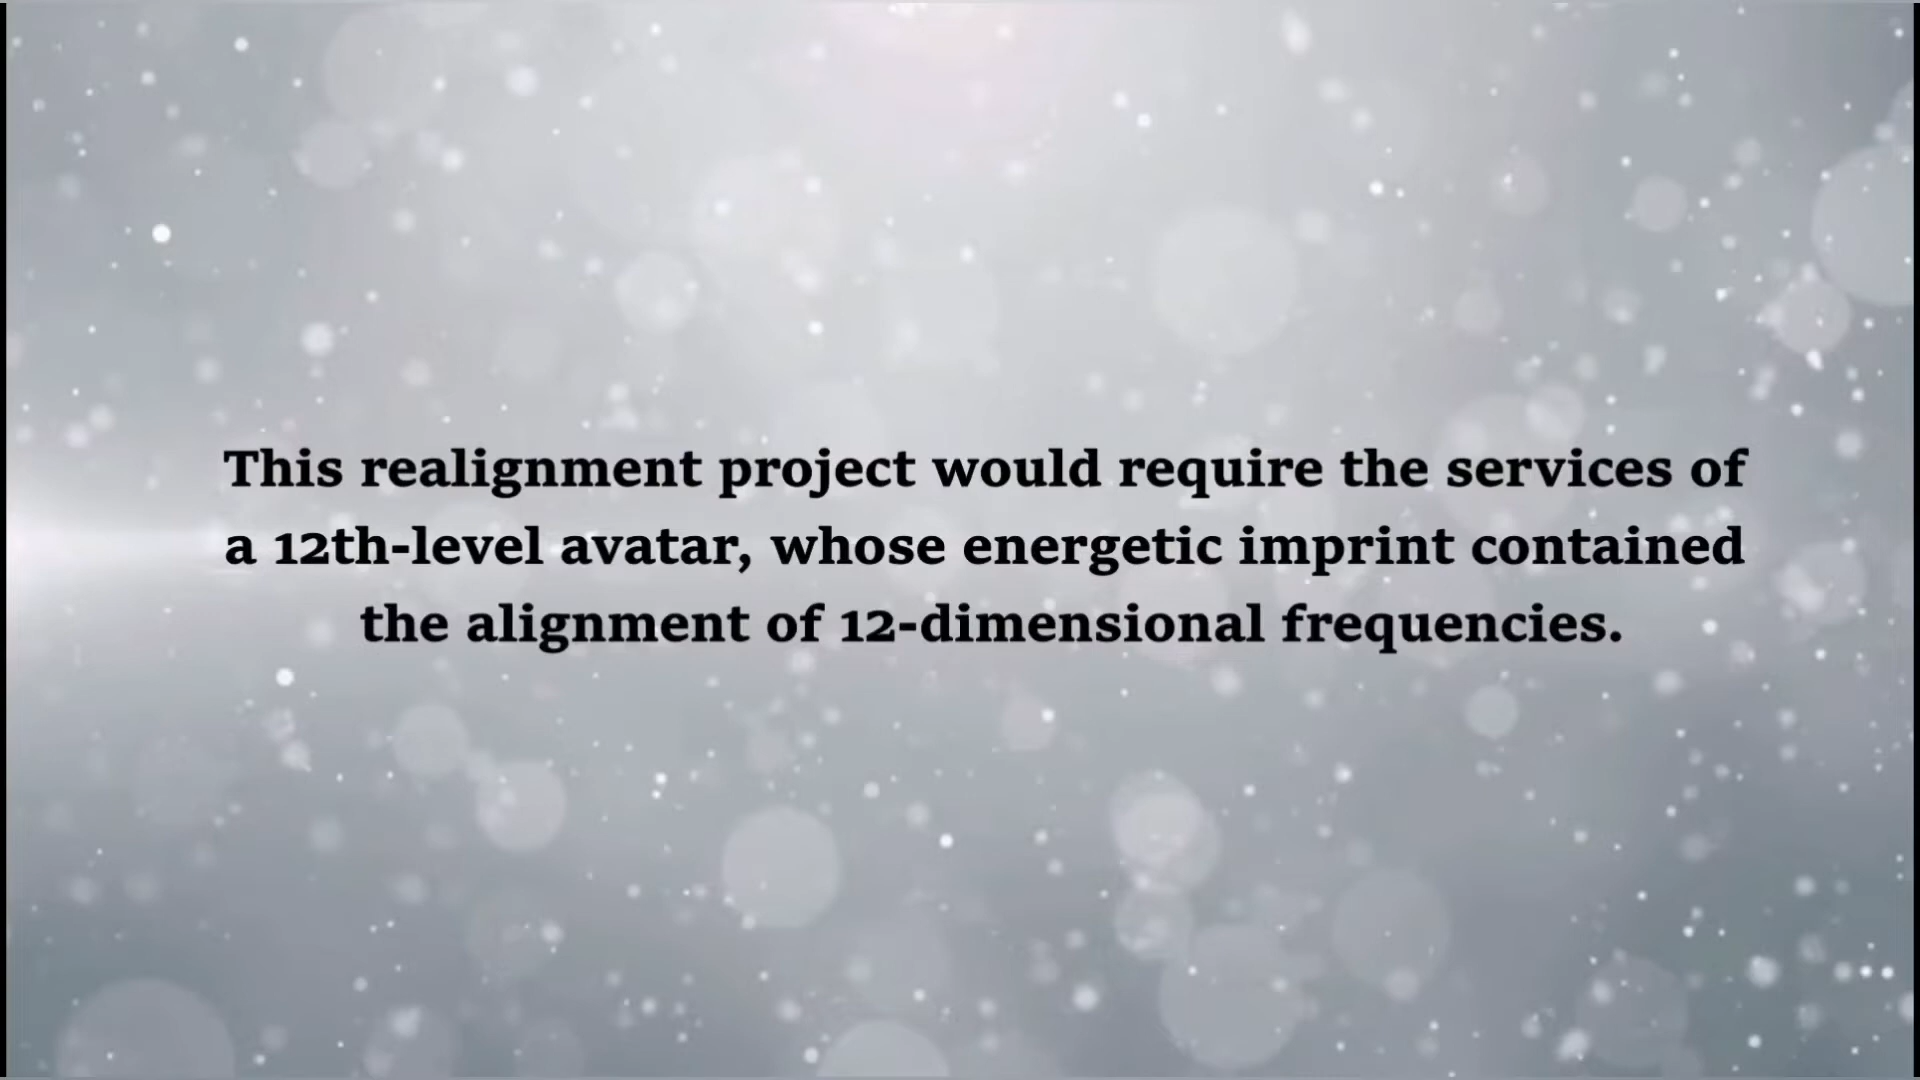 This realignment project would require the services of
a 12th-level avatar, whose energetic imprint contained
the alignment of 12-dimensional frequencies.